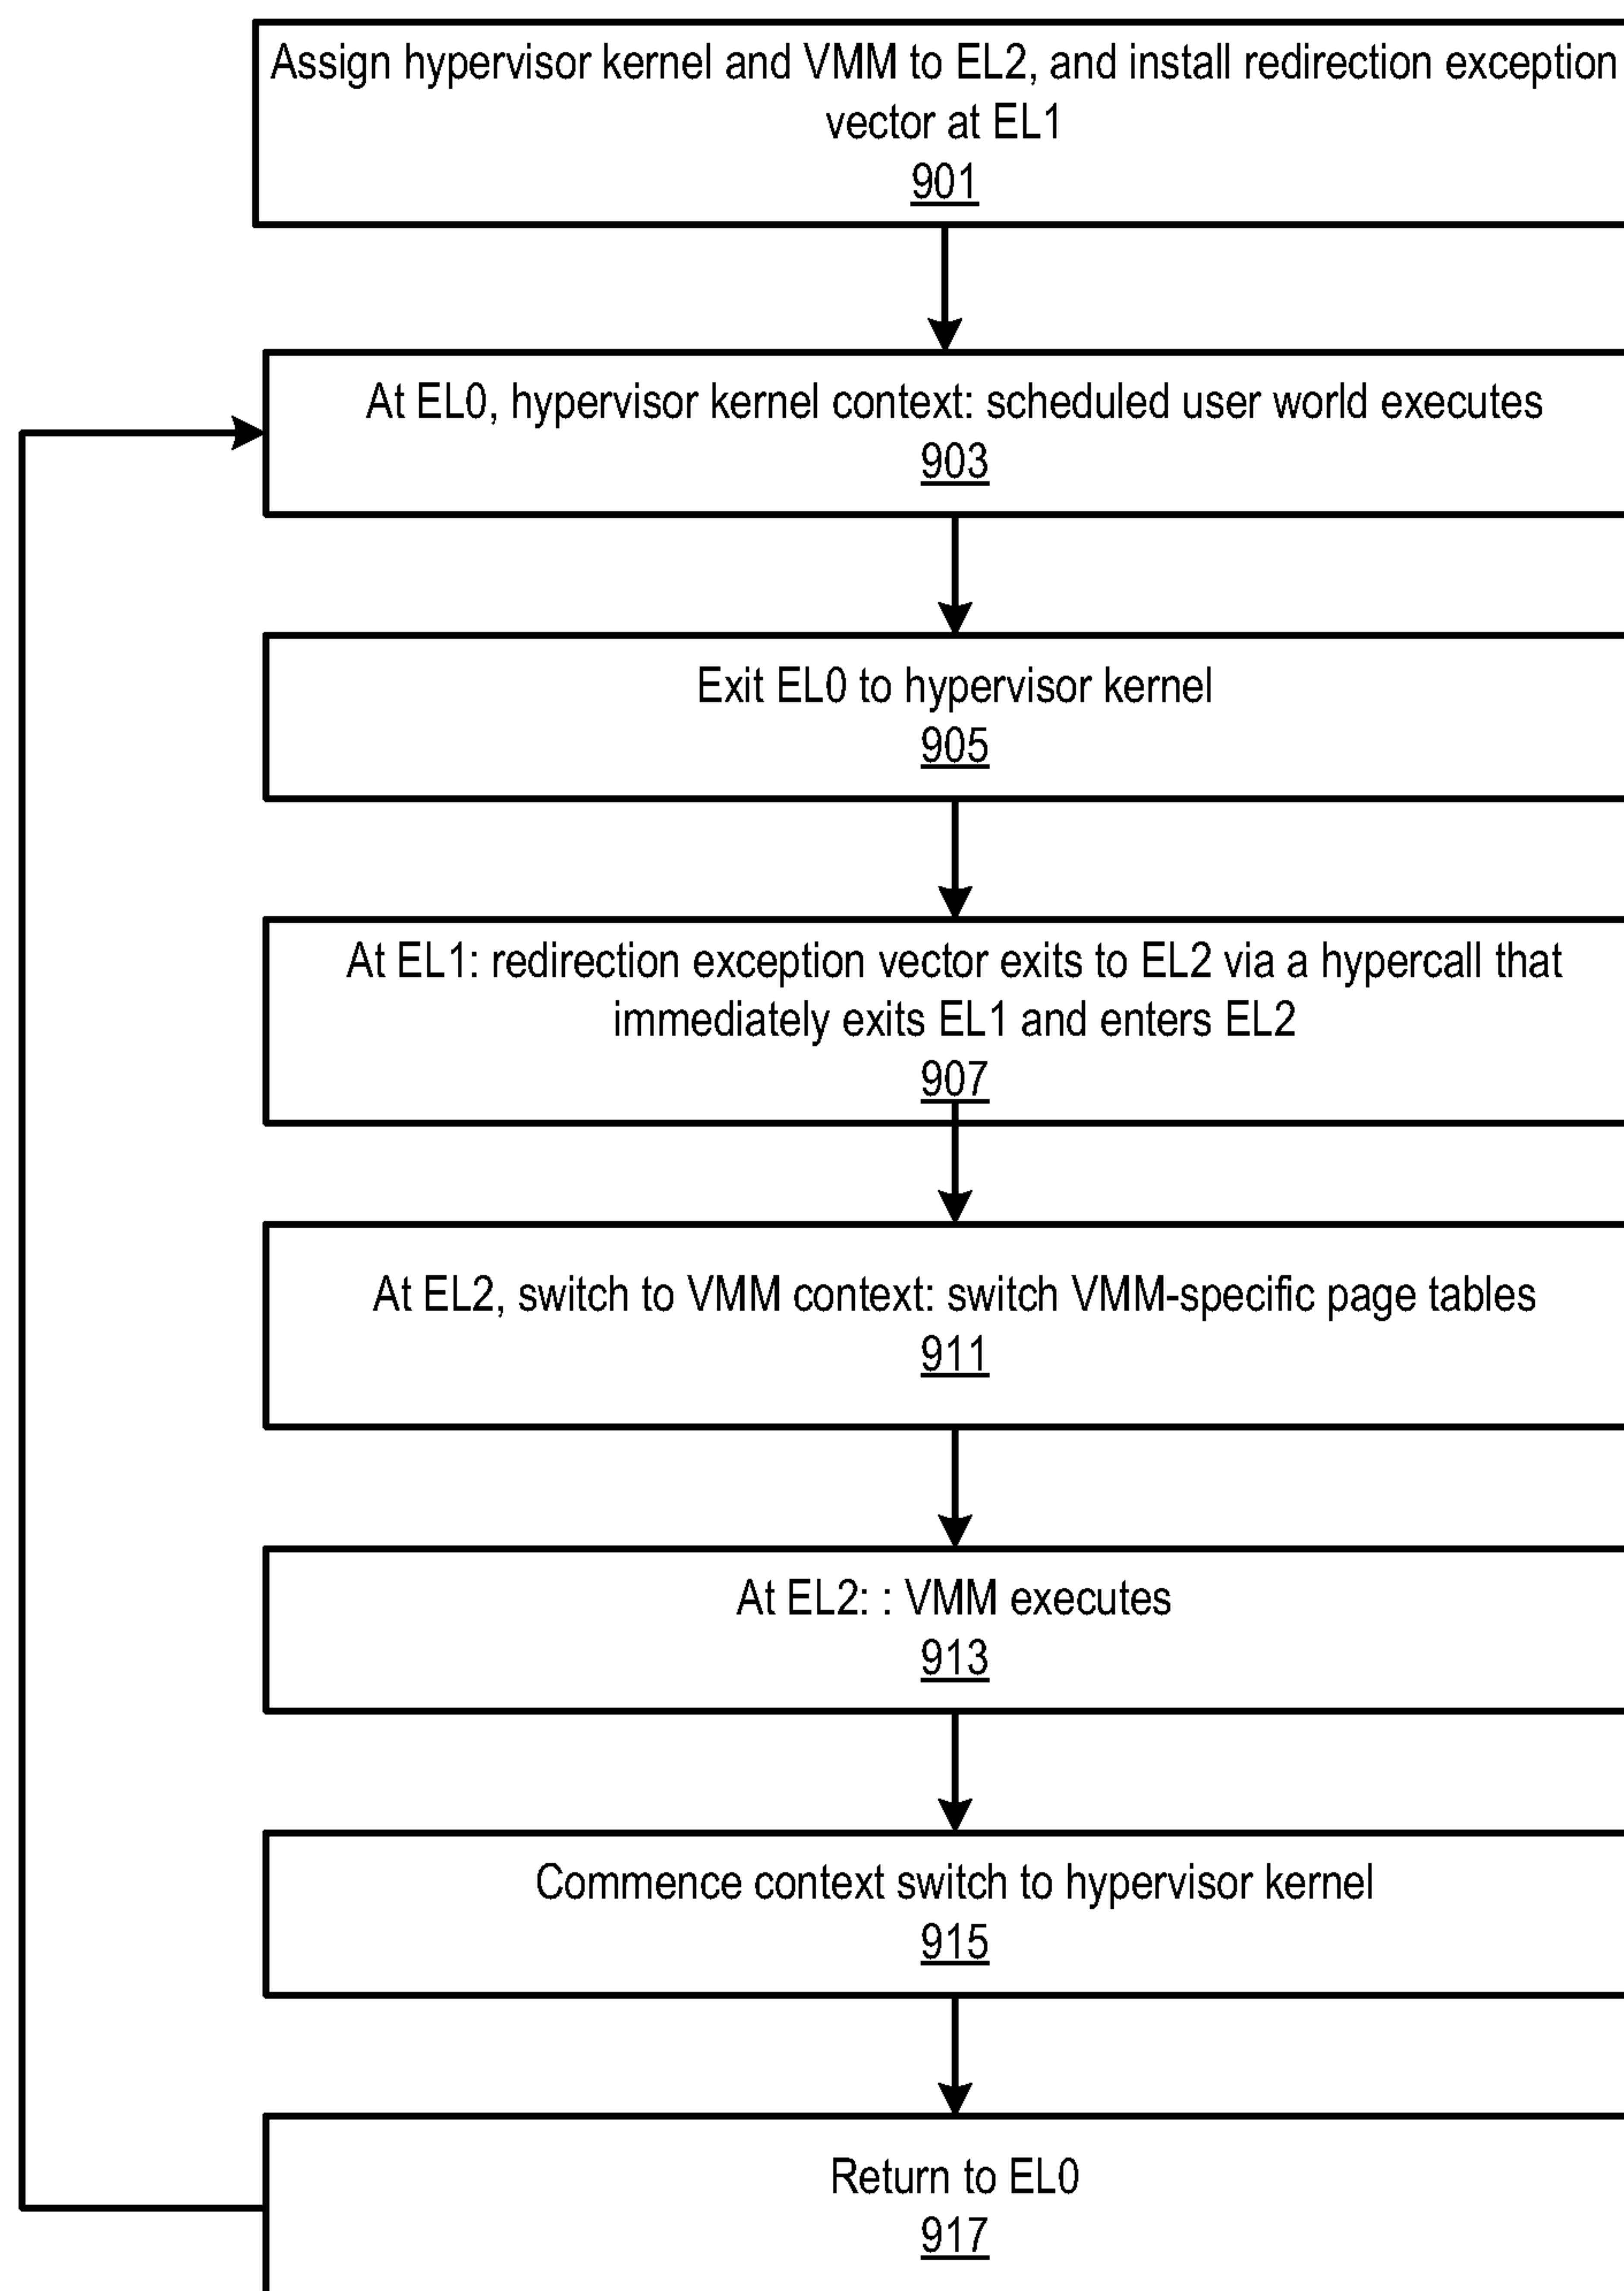 Assign hypervisor kernel and VMM to EL2, and install redirection exception
vector at EL1
901
At EL0, hypervisor kernel context: scheduled user world executes
903
Exit EL0 to hypervisor kernel
905
At EL1: redirection exception vector exits to EL2 via a hypercall that
immediately exits EL1 and enters EL2
907
At EL2, switch to VMM context: switch VMM-specific page tables
911
At EL2: : VMM executes
913
Commence context switch to hypervisor kernel
915
Return to EL0
917